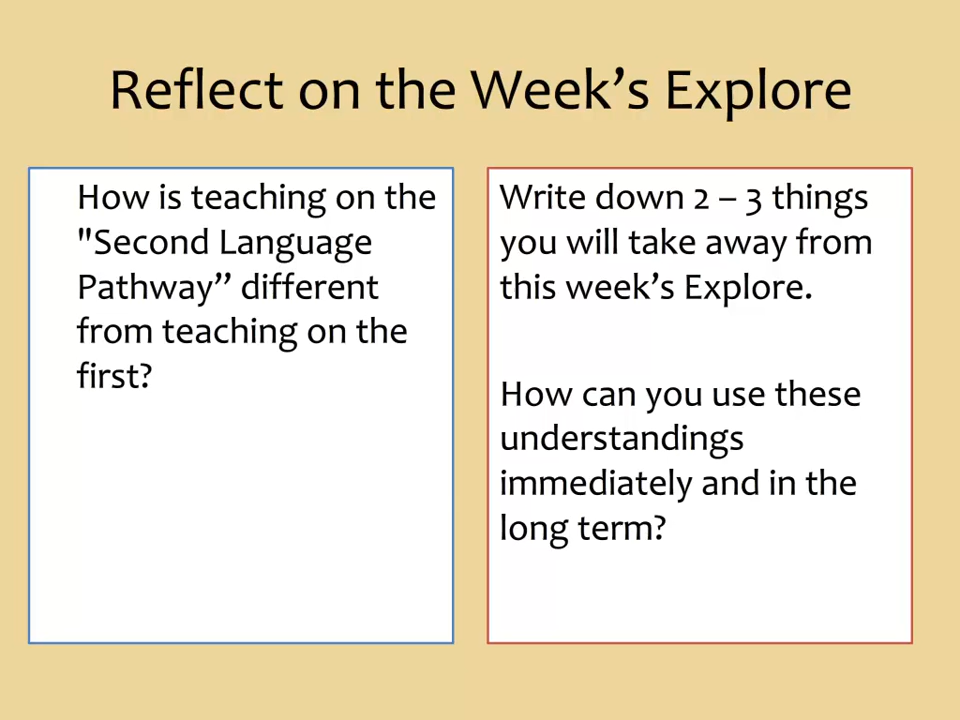 Reflect on the Week’s Explore
How is teaching on the
"Second Language
Pathway” different
from teaching on the
first?
Write down 2 – 3 things
you will take away from
this week’s Explore.
How can you use these
understandings
immediately and in the
long term?